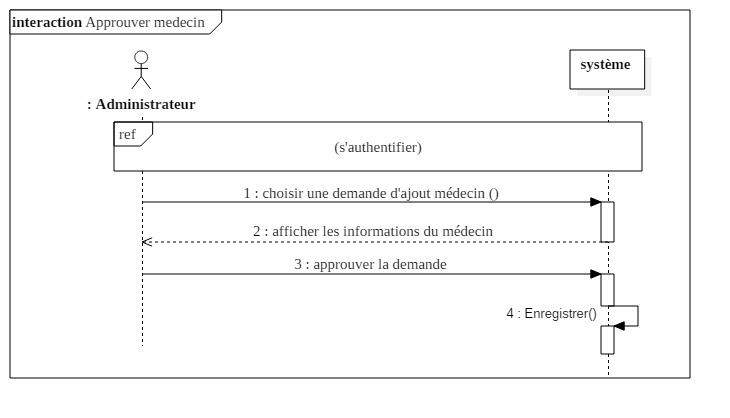 interaction Approuver medecin
système
: Administrateur
ref
(s'authentifier)
1 : choisir une demande d'ajout médecin ()
2 : afficher les informations du médecin
3 : approuver la demande
4 : Enregistrer()